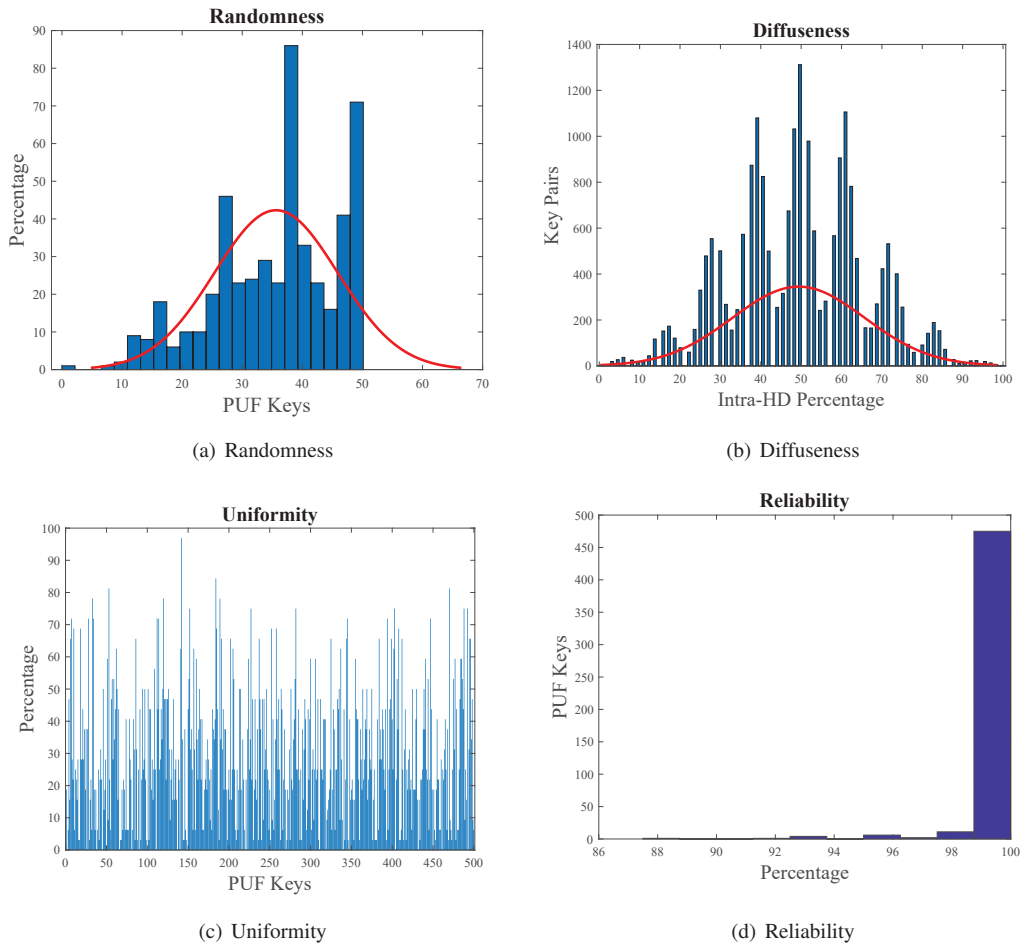 Randomness
90
80
70
60
50
40
30
20
10
0
Percentage
0 10 20 30 40 50 60 70
PUF Keys
(a) Randomness
Diffuseness
1400
1200
1000
800
600
400
200
0
Key Pairs
0 10 20 30 40 50 60 70 80 90 100
Intra-HD Percentage
(b) Diffuseness
Uniformity
100
90
80
70
60
50
40
30
20
10
0
Percentage
0 50 100 150 200 250 300 350 400 450 500
PUF Keys
(c) Uniformity
Reliability
500
450
400
350
300
250
200
150
100
50
0
PUF Keys
86 88 90 92 94 96 98 100
Percentage
(d) Reliability